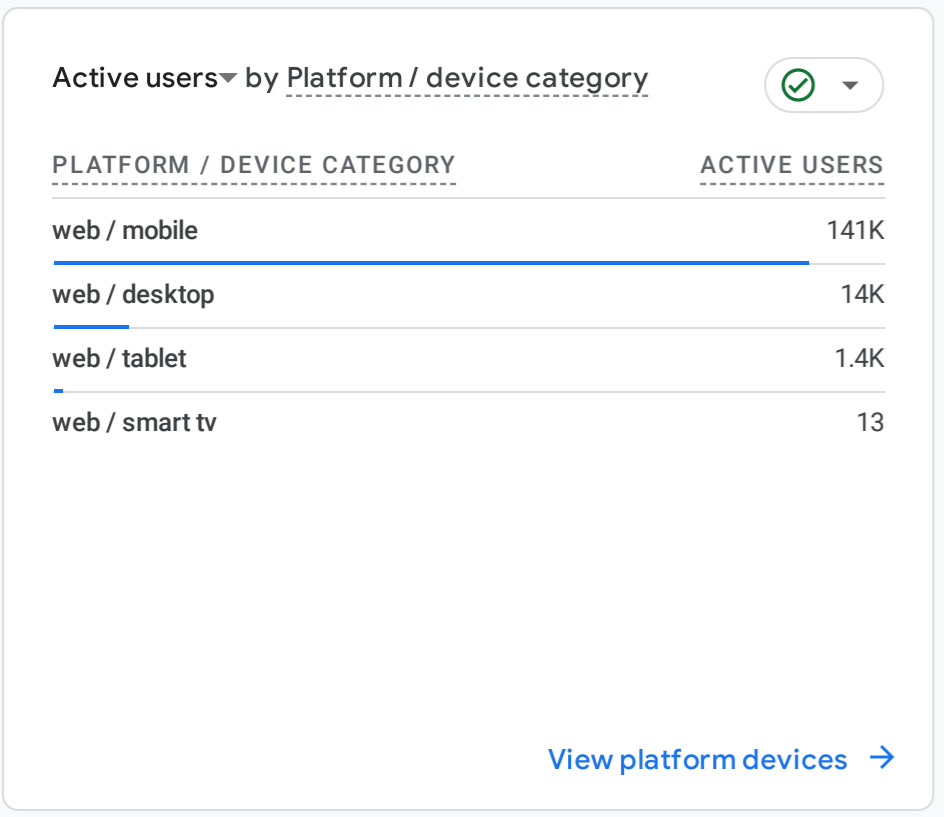 Active users by Platform / device category
PLATFORM / DEVICE CATEGORY ACTIVE USERS
web / mobile 141K
web / desktop 14K
web / tablet 1.4K
web / smart tv 13
View platform devices